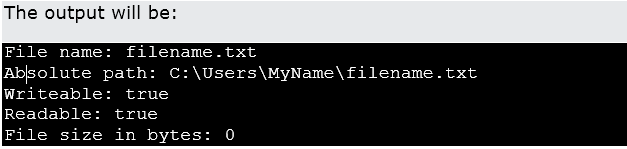 The output will be:
File name: filename.txt
Absolute path: C:\Users\MyName\filename.txt
Writeable: true
Readable: true
File size in bytes: 0